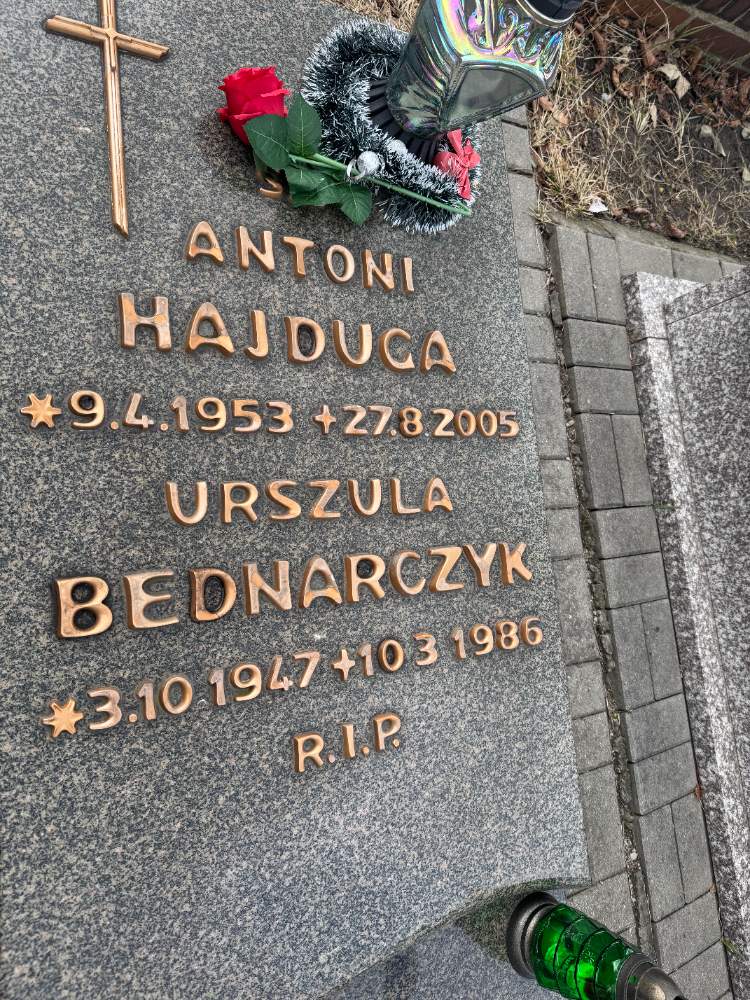 ANTONI
HAJDUGA
*9.4.1953 +27.8.2005
URSZULA
BEDNARCZYK
*3.10 1947 +10 3 1986
R.I.P.